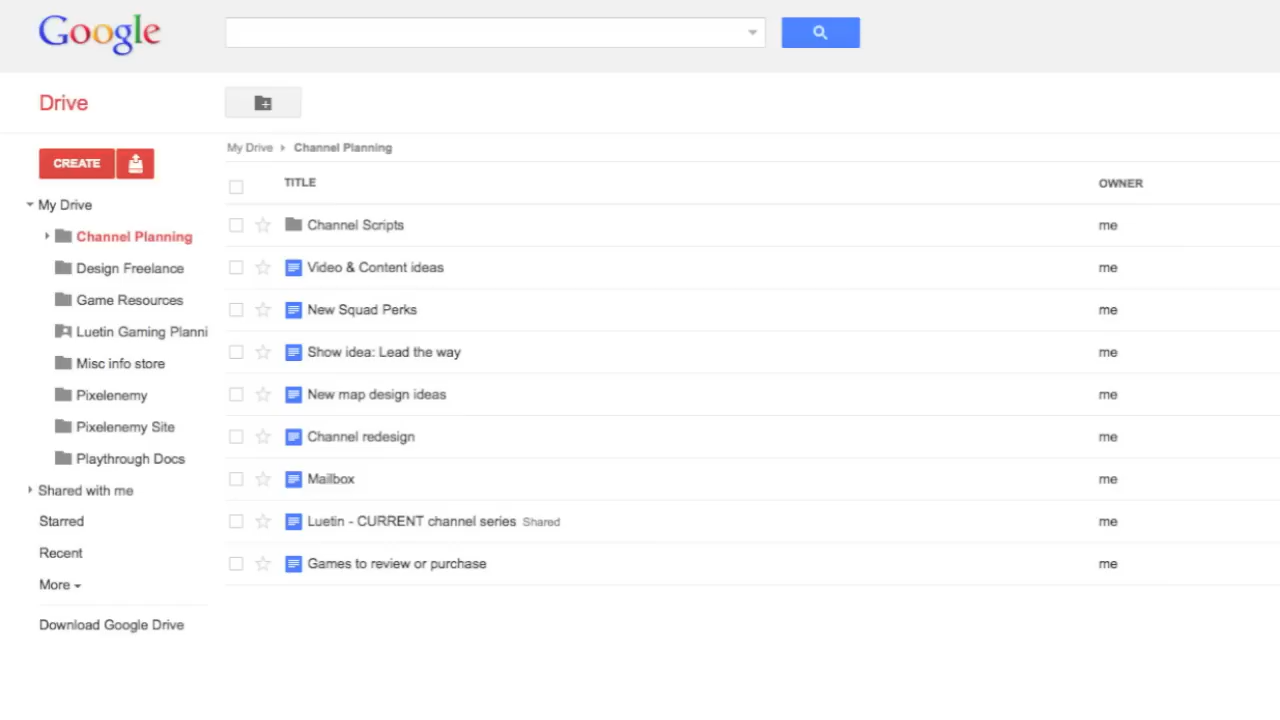 Google
Drive
CREATE
My Drive
Channel Planning
Design Freelance
Game Resources
Luetin Gaming Planni
Misc info store
Pixelenemy
Pixelenemy Site
Playthrough Docs
Shared with me
Starred
Recent
More
Download Google Drive
My Drive Channel Planning
TITLE OWNER
Channel Scripts me
Video & Content ideas me
New Squad Perks me
Show idea: Lead the way me
New map design ideas me
Channel redesign me
Mailbox me
Luetin - CURRENT channel series Shared me
Games to review or purchase me